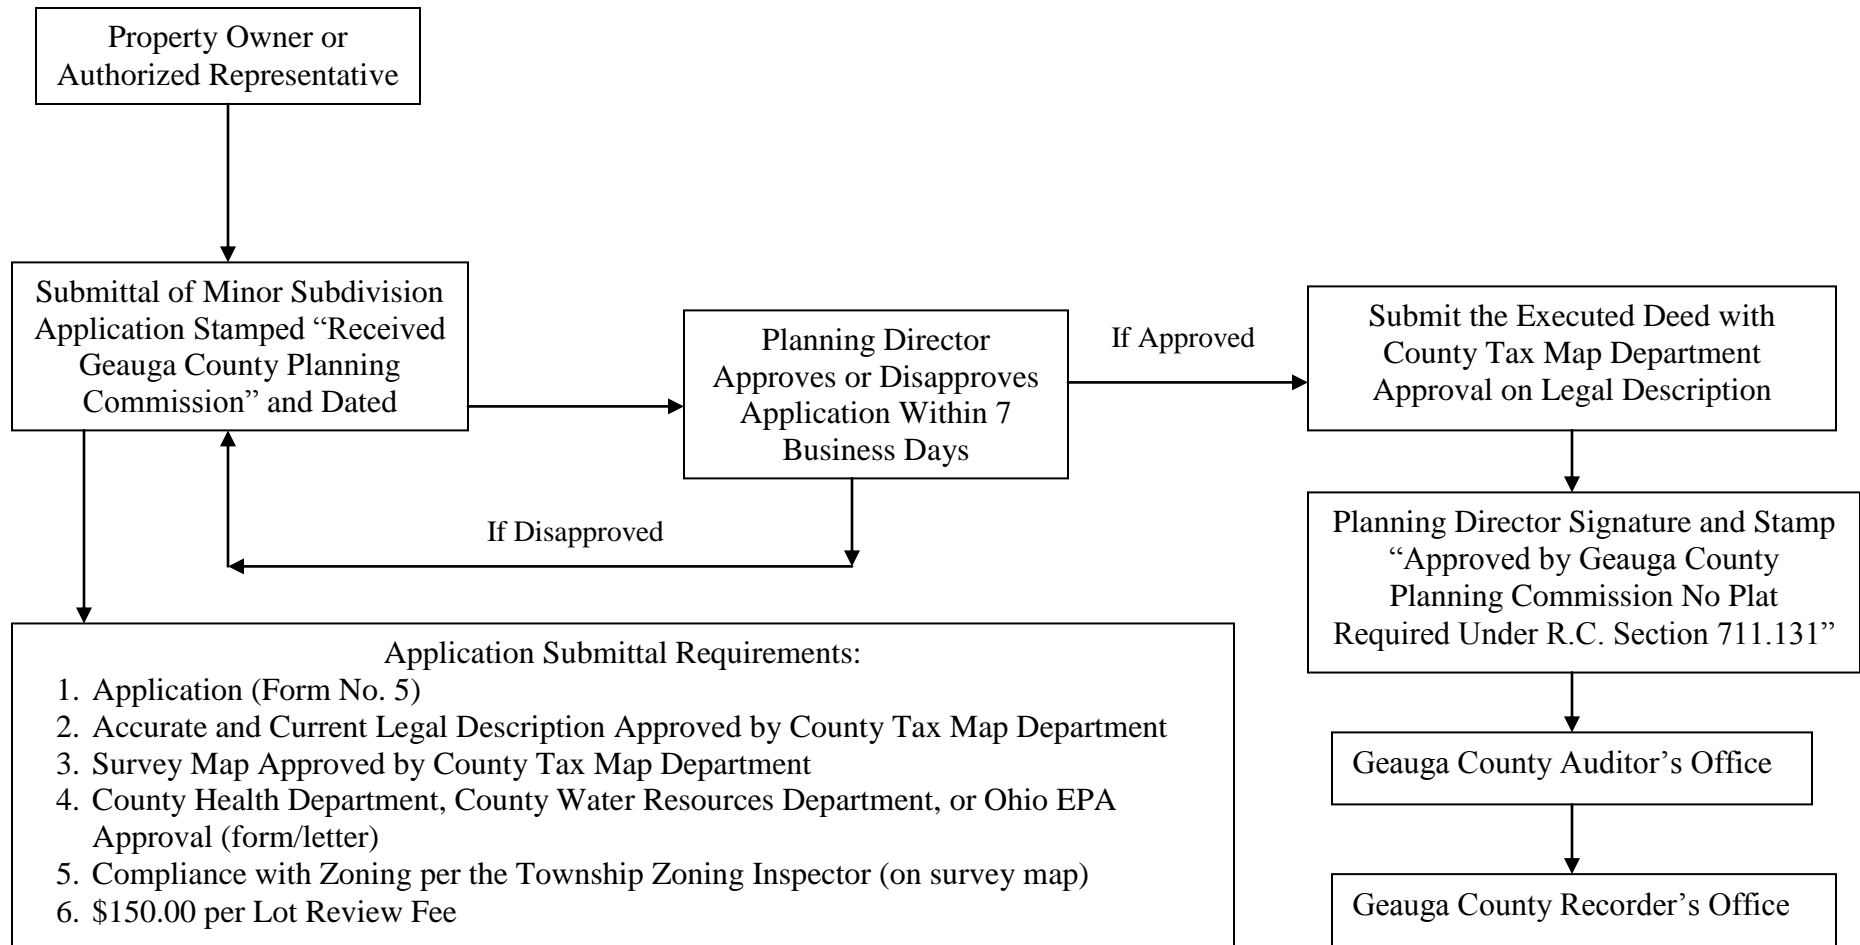 Property Owner or
Authorized Representative
Submittal of Minor Subdivision
Application Stamped “Received
Geauga County Planning
Commission” and Dated
Planning Director
Approves or Disapproves
Application Within 7
Business Days
If Approved
If Disapproved
Submit the Executed Deed with
County Tax Map Department
Approval on Legal Description
Planning Director Signature and Stamp
“Approved by Geauga County
Planning Commission No Plat
Required Under R.C. Section 711.131”
Geauga County Auditor’s Office
Geauga County Recorder’s Office
Application Submittal Requirements:
1. Application (Form No. 5)
2. Accurate and Current Legal Description Approved by County Tax Map Department
3. Survey Map Approved by County Tax Map Department
4. County Health Department, County Water Resources Department, or Ohio EPA
Approval (form/letter)
5. Compliance with Zoning per the Township Zoning Inspector (on survey map)
6. $150.00 per Lot Review Fee